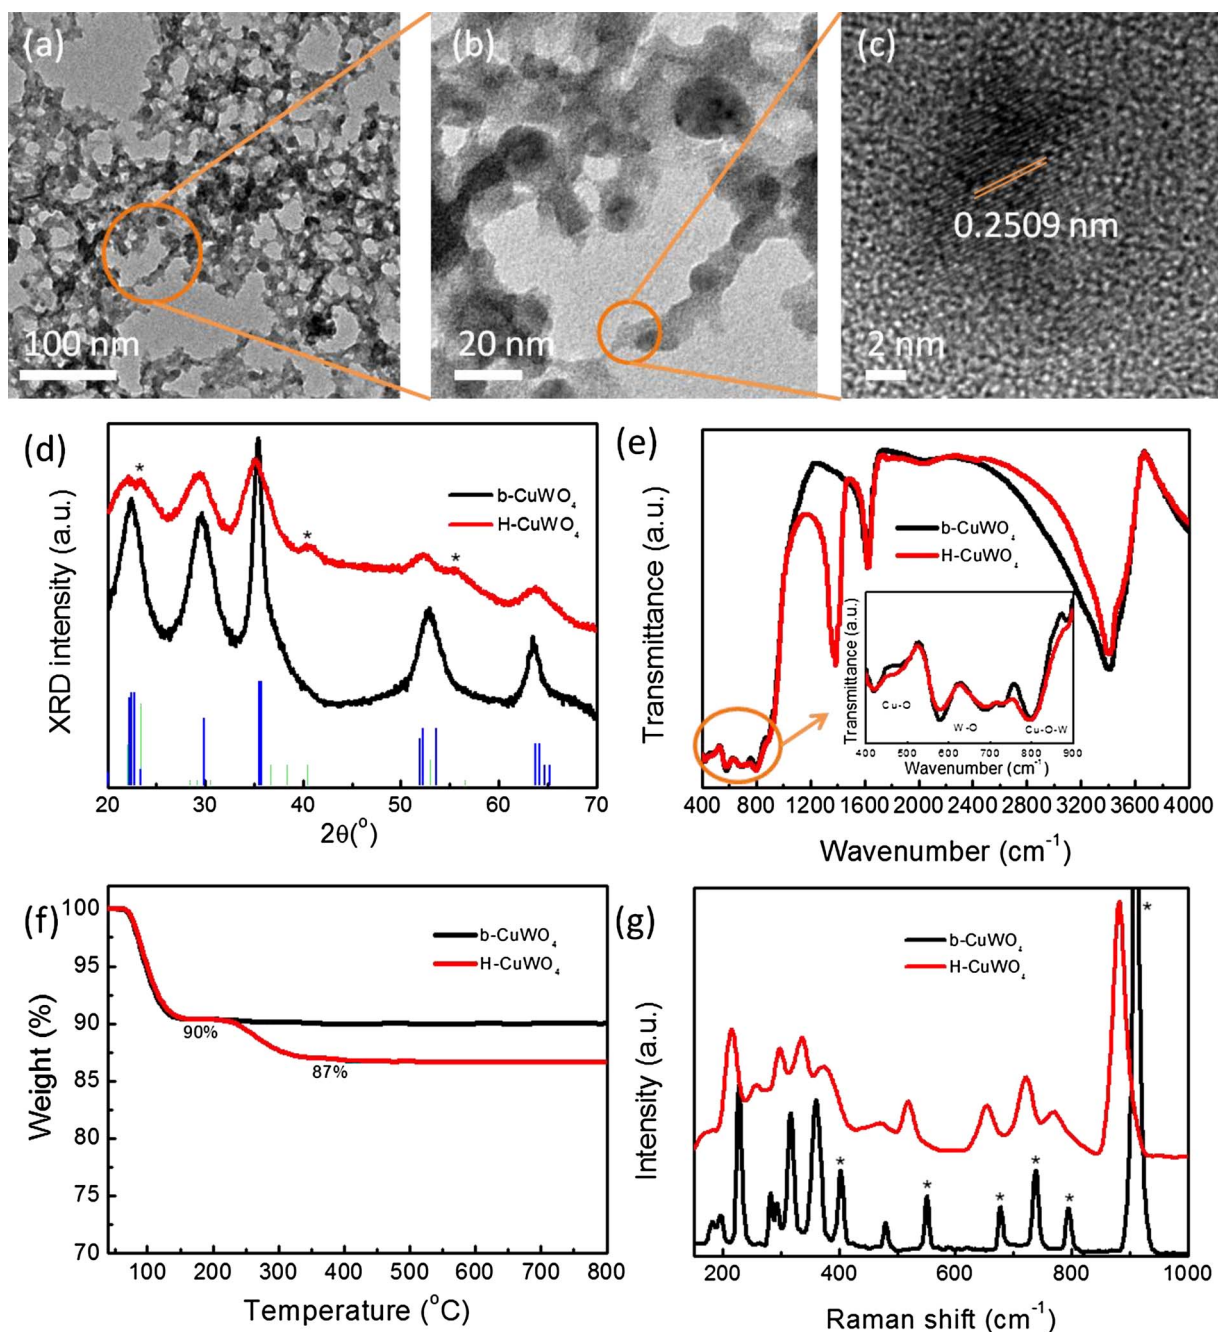 (a)
(b)
(c)
0.2509 nm
100 nm
20 nm
2 nm
(d)
*
*
*
b-CuWO4
H-CuWO4
XRD intensity (a.u.)
20 30 40 50 60 70
2θ(o)
(e)
b-CuWO4
H-CuWO4
Transmittance (a.u.)
Transmittance (a.u.)
Cu-O
W-O
Cu-O-W
400 500 600 700 800 900
Wavenumber (cm-1)
400 800 1200 1600 2000 2400 2800 3200 3600 4000
Wavenumber (cm-1)
(f)
100
95
90
85
80
75
70
b-CuWO4
H-CuWO4
90%
87%
Weight (%)
100 200 300 400 500 600 700 800
Temperature (oC)
(g)
b-CuWO4
H-CuWO4
*
*
*
*
*
*
Intensity (a.u.)
200 400 600 800 1000
Raman shift (cm-1)